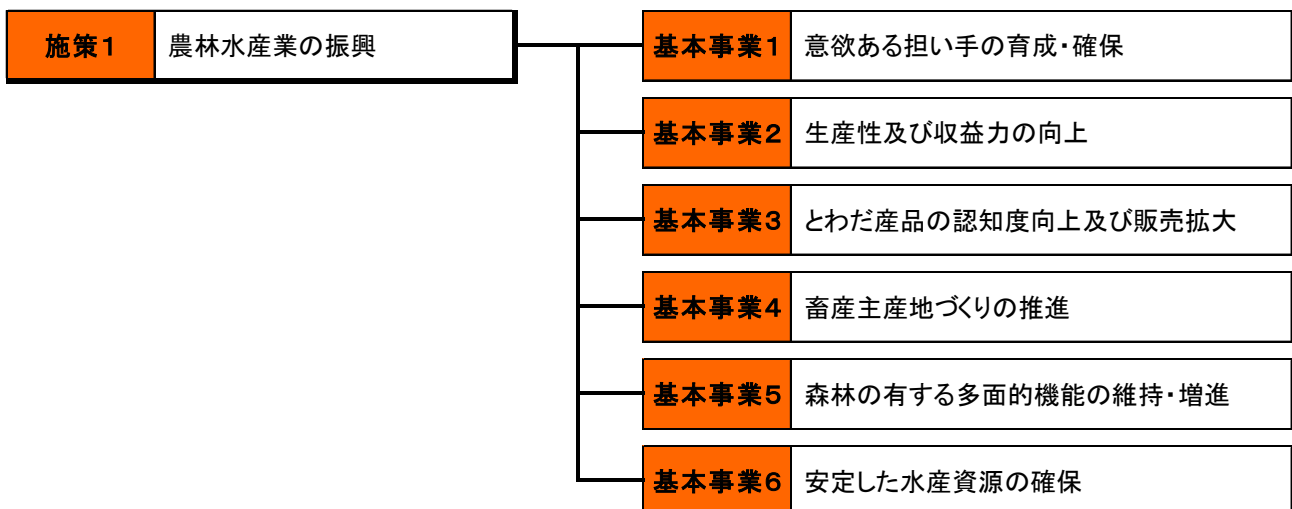 施策1 農林水産業の振興
基本事業1 意欲ある担い手の育成・確保
基本事業2 生産性及び収益力の向上
基本事業3 とわだ産品の認知度向上及び販売拡大
基本事業4 畜産主産地づくりの推進
基本事業5 森林の有する多面的機能の維持・増進
基本事業6 安定した水産資源の確保